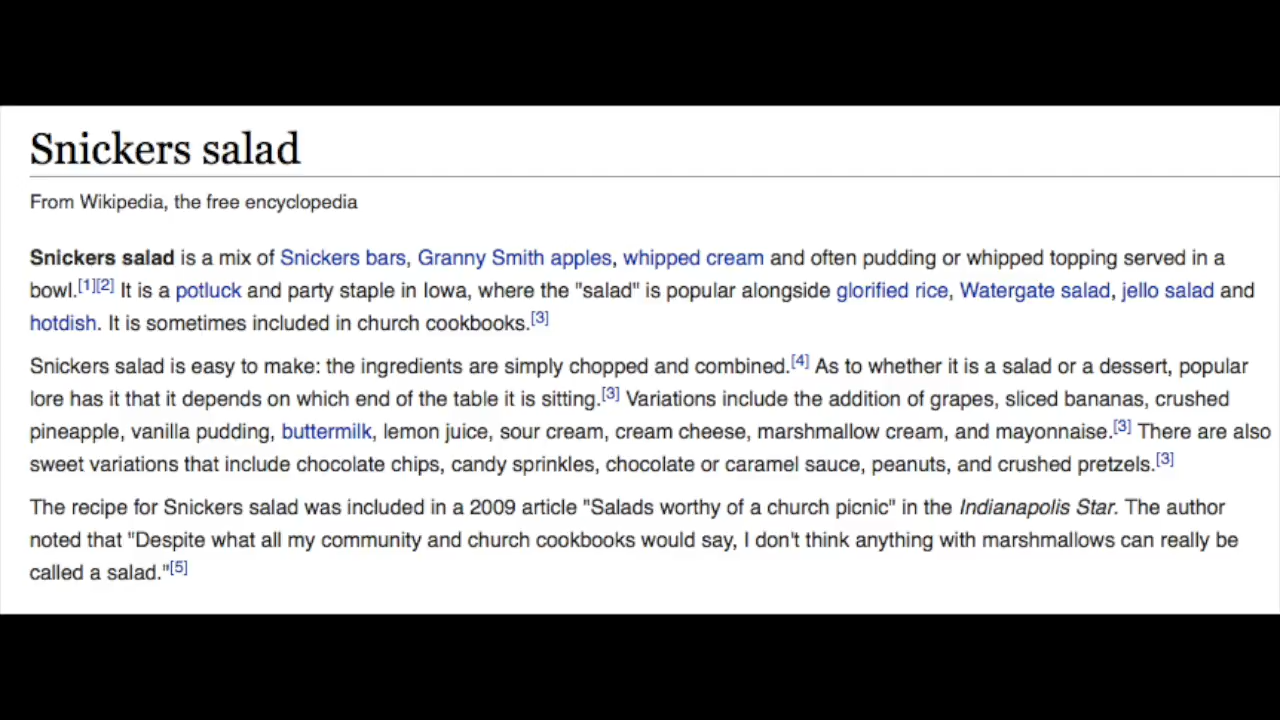 Snickers salad
From Wikipedia, the free encyclopedia
Snickers salad is a mix of Snickers bars, Granny Smith apples, whipped cream and often pudding or whipped topping served in a
bowl.[1][2] It is a potluck and party staple in Iowa, where the "salad" is popular alongside glorified rice, Watergate salad, jello salad and
hotdish. It is sometimes included in church cookbooks.[3]
Snickers salad is easy to make: the ingredients are simply chopped and combined.[4] As to whether it is a salad or a dessert, popular
lore has it that it depends on which end of the table it is sitting.[3] Variations include the addition of grapes, sliced bananas, crushed
pineapple, vanilla pudding, buttermilk, lemon juice, sour cream, cream cheese, marshmallow cream, and mayonnaise.[3] There are also
sweet variations that include chocolate chips, candy sprinkles, chocolate or caramel sauce, peanuts, and crushed pretzels.[3]
The recipe for Snickers salad was included in a 2009 article "Salads worthy of a church picnic" in the Indianapolis Star. The author
noted that "Despite what all my community and church cookbooks would say, I don't think anything with marshmallows can really be
called a salad."[5]